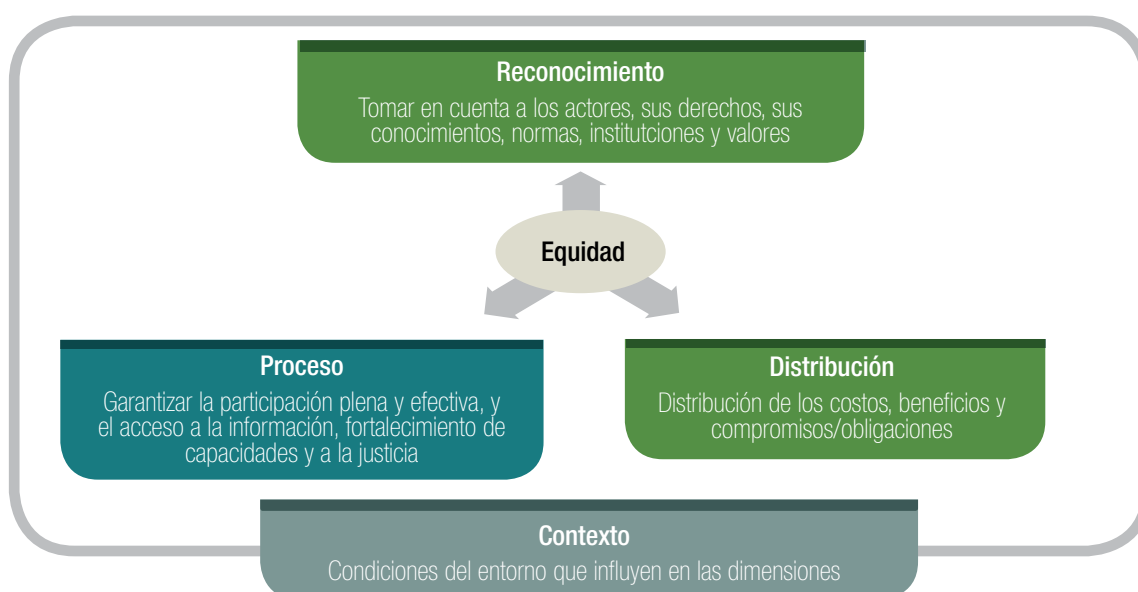 Reconocimiento
Tomar en cuenta a los actores, sus derechos, sus
conocimientos, normas, institutciones y valores
Equidad
Proceso
Garantizar la participación plena y efectiva, y
el acceso a la información, fortalecimiento de
capacidades y a la justicia
Distribución
Distribución de los costos, beneficios y
compromisos/obligaciones
Contexto
Condiciones del entorno que influyen en las dimensiones